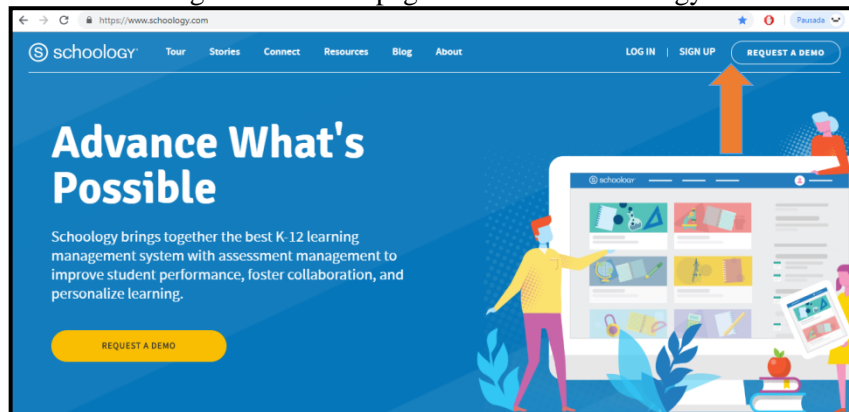 https://www.schoology.com Pausada
S schoology Tour Stories Connect Resources Blog About LOG IN | SIGN UP REQUEST A DEMO
Advance What's
Possible
Schoology brings together the best K-12 learning
management system with assessment management to
improve student performance, foster collaboration, and
personalize learning.
REQUEST A DEMO
S schoology